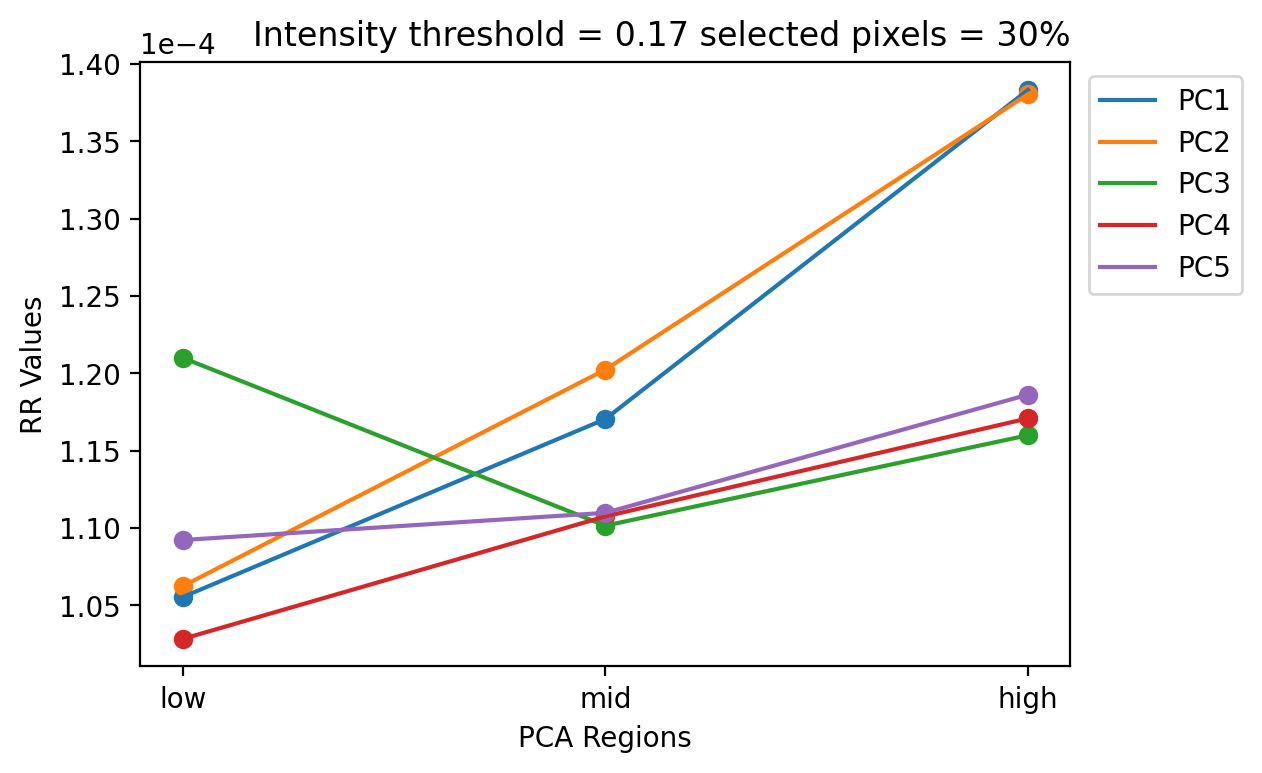 Intensity threshold = 0.17 selected pixels = 30%
1e−4
1.40
1.35
1.30
1.25
1.20
1.15
1.10
1.05
RR Values
low
mid
high
PCA Regions
PC1
PC2
PC3
PC4
PC5